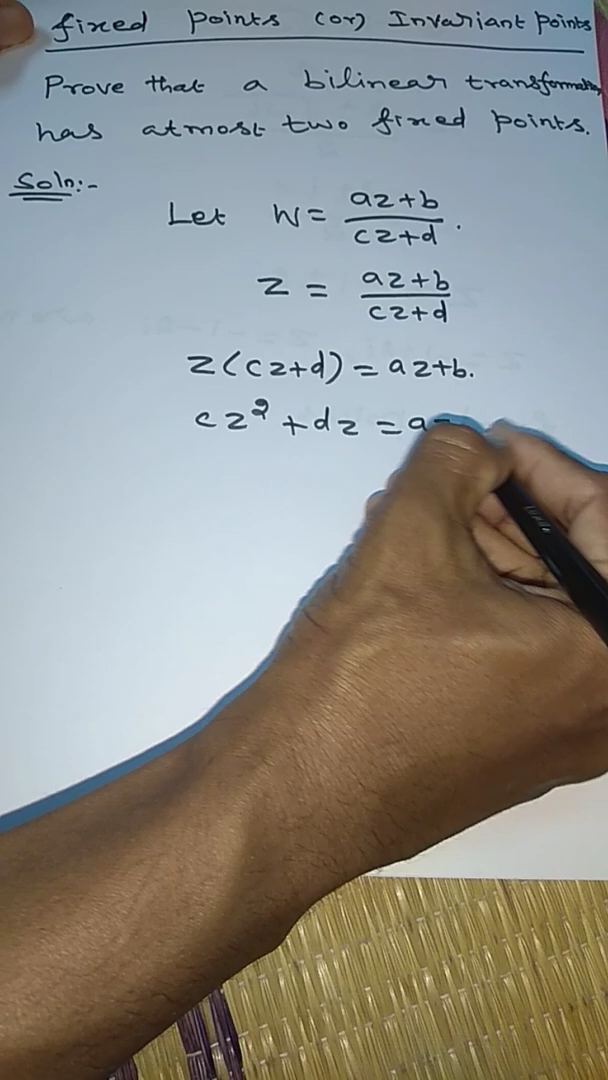 fixed points (or) Invariant points
Prove that a bilinear
has atmost two fixed points.
Soln:-
Let W = az+b / cz+d .
z = az+b / cz+d
z(cz+d) = az+b.
cz² + dz = a